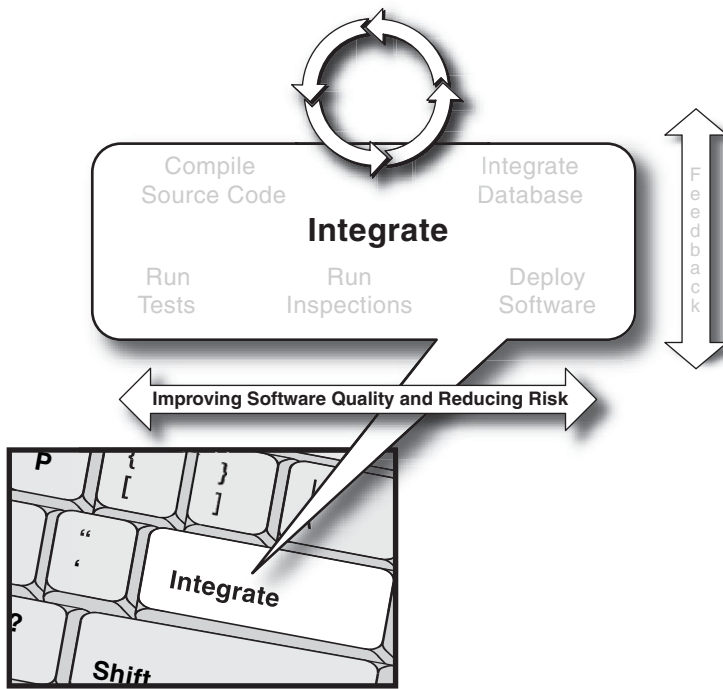 Compile
Source Code
Integrate
Database
Integrate
Run
Tests
Run
Inspections
Deploy
Software
Feedback
Improving Software Quality and Reducing Risk
P
{
[
}
]
“
‘
Integrate
?
Shift